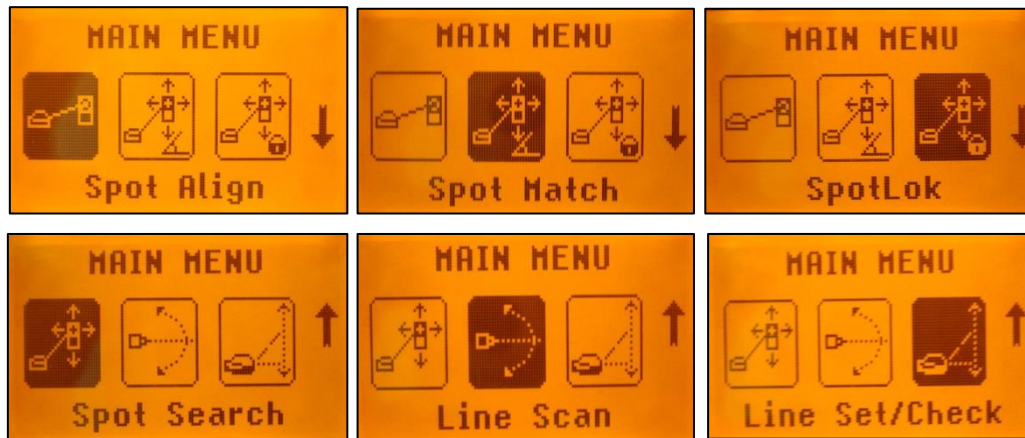 MAIN MENU
Spot Align
MAIN MENU
Spot Match
MAIN MENU
SpotLok
MAIN MENU
Spot Search
MAIN MENU
Line Scan
MAIN MENU
Line Set/Check